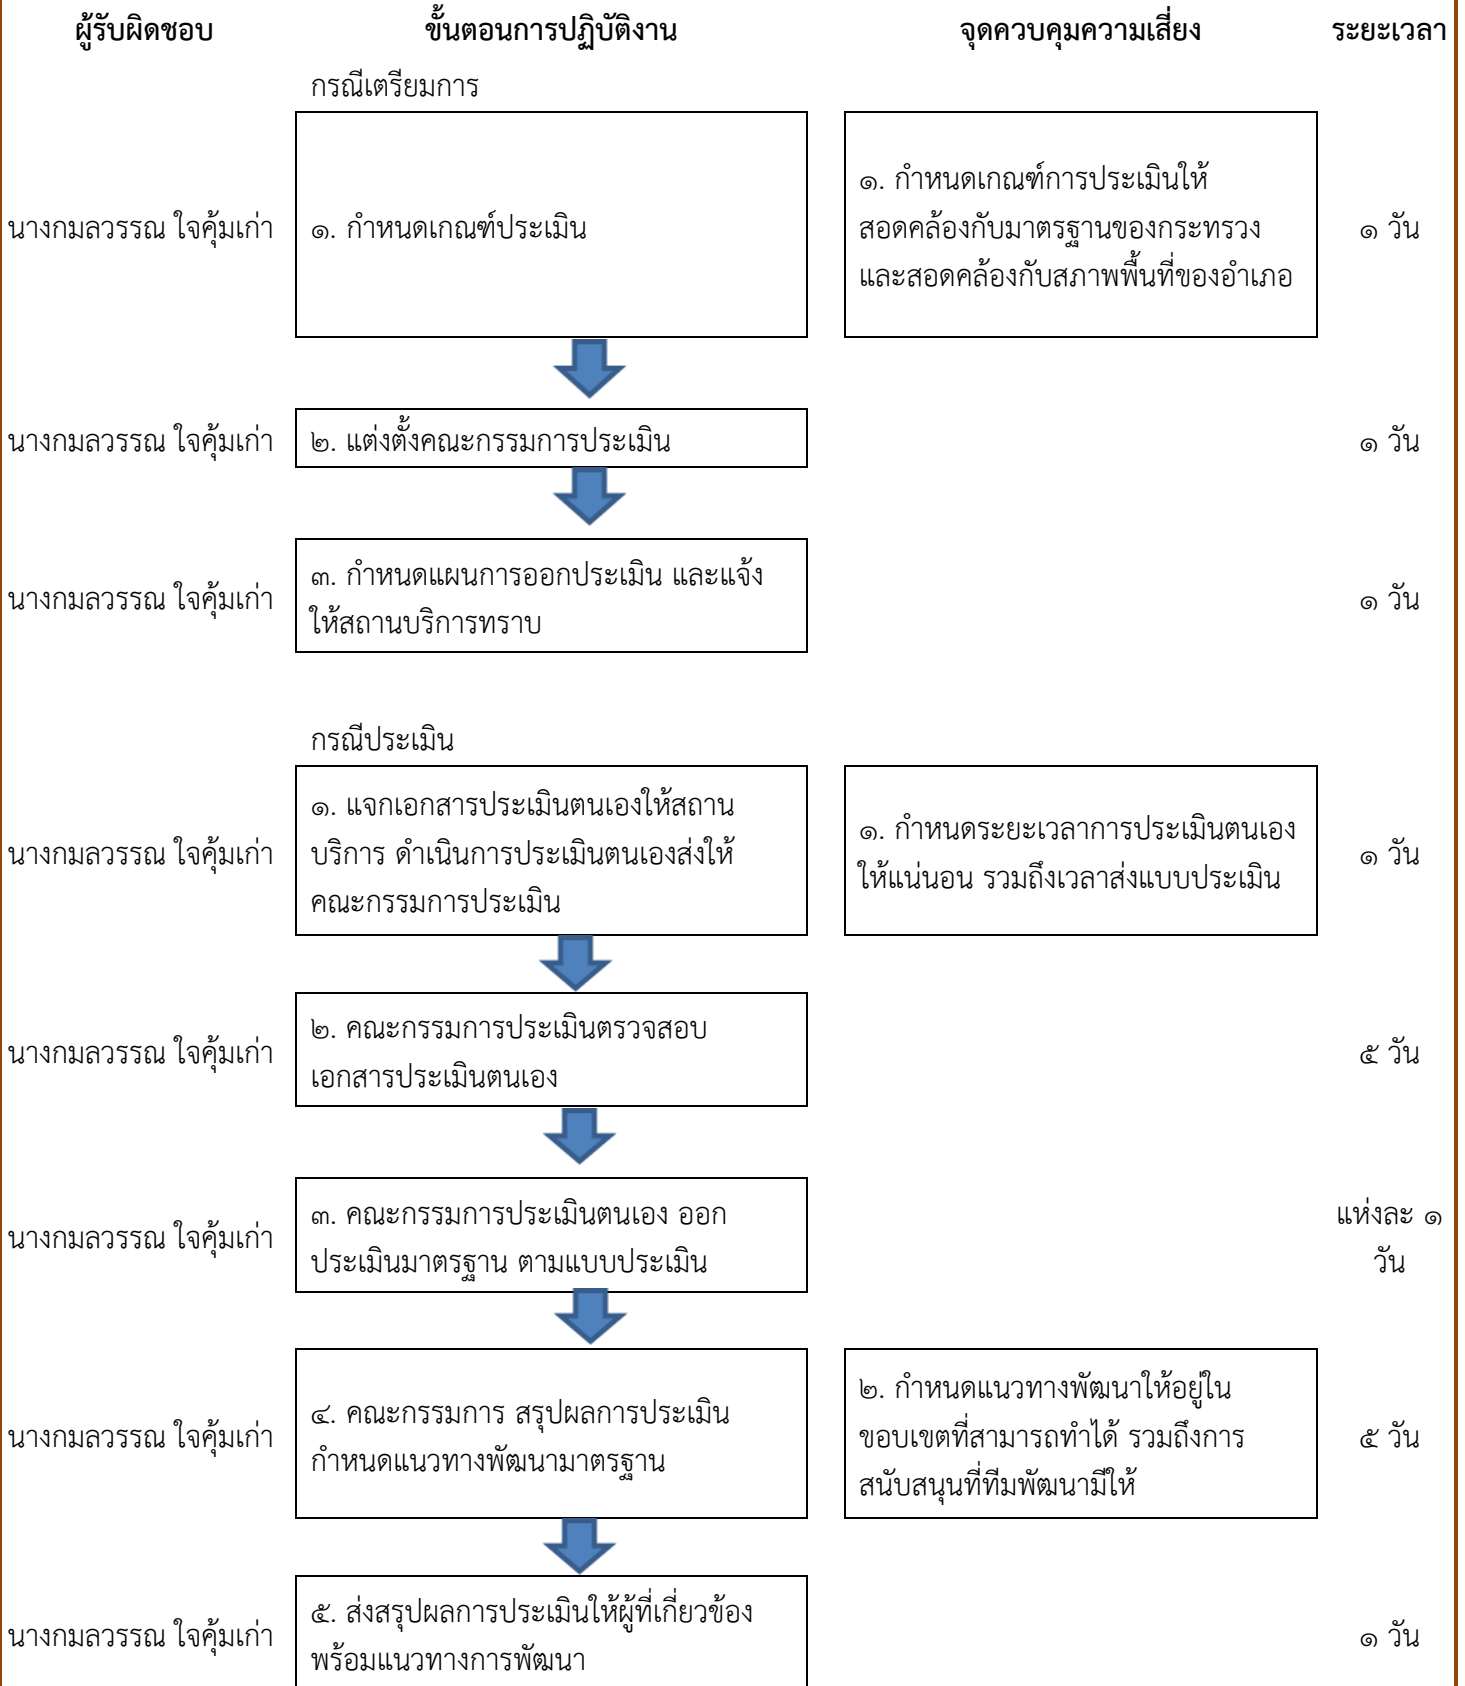 ผู้รับผิดชอบ ขั้นตอนการปฏิบัติงาน จุดควบคุมความเสี่ยง ระยะเวลา
กรณีเตรียมการ
นางกมลวรรณ ใจคุ้มเก่า
๑. กำหนดเกณฑ์ประเมิน
๑. กำหนดเกณฑ์การประเมินให้
สอดคล้องกับมาตรฐานของกระทรวง
และสอดคล้องกับสภาพพื้นที่ของอำเภอ
๑ วัน
นางกมลวรรณ ใจคุ้มเก่า
๒. แต่งตั้งคณะกรรมการประเมิน
๑ วัน
นางกมลวรรณ ใจคุ้มเก่า
๓. กำหนดแผนการออกประเมิน และแจ้ง
ให้สถานบริการทราบ
๑ วัน
กรณีประเมิน
นางกมลวรรณ ใจคุ้มเก่า
๑. แจกเอกสารประเมินตนเองให้สถาน
บริการ ดำเนินการประเมินตนเองส่งให้
คณะกรรมการประเมิน
๑. กำหนดระยะเวลาการประเมินตนเอง
ให้แน่นอน รวมถึงเวลาส่งแบบประเมิน
๑ วัน
นางกมลวรรณ ใจคุ้มเก่า
๒. คณะกรรมการประเมินตรวจสอบ
เอกสารประเมินตนเอง
๕ วัน
นางกมลวรรณ ใจคุ้มเก่า
๓. คณะกรรมการประเมินตนเอง ออก
ประเมินมาตรฐาน ตามแบบประเมิน
แห่งละ ๑
วัน
นางกมลวรรณ ใจคุ้มเก่า
๔. คณะกรรมการ สรุปผลการประเมิน
กำหนดแนวทางพัฒนามาตรฐาน
๒. กำหนดแนวทางพัฒนาให้อยู่ใน
ขอบเขตที่สามารถทำได้ รวมถึงการ
สนับสนุนที่ทีมพัฒนามีให้
๕ วัน
นางกมลวรรณ ใจคุ้มเก่า
๕. ส่งสรุปผลการประเมินให้ผู้ที่เกี่ยวข้อง
พร้อมแนวทางการพัฒนา
๑ วัน